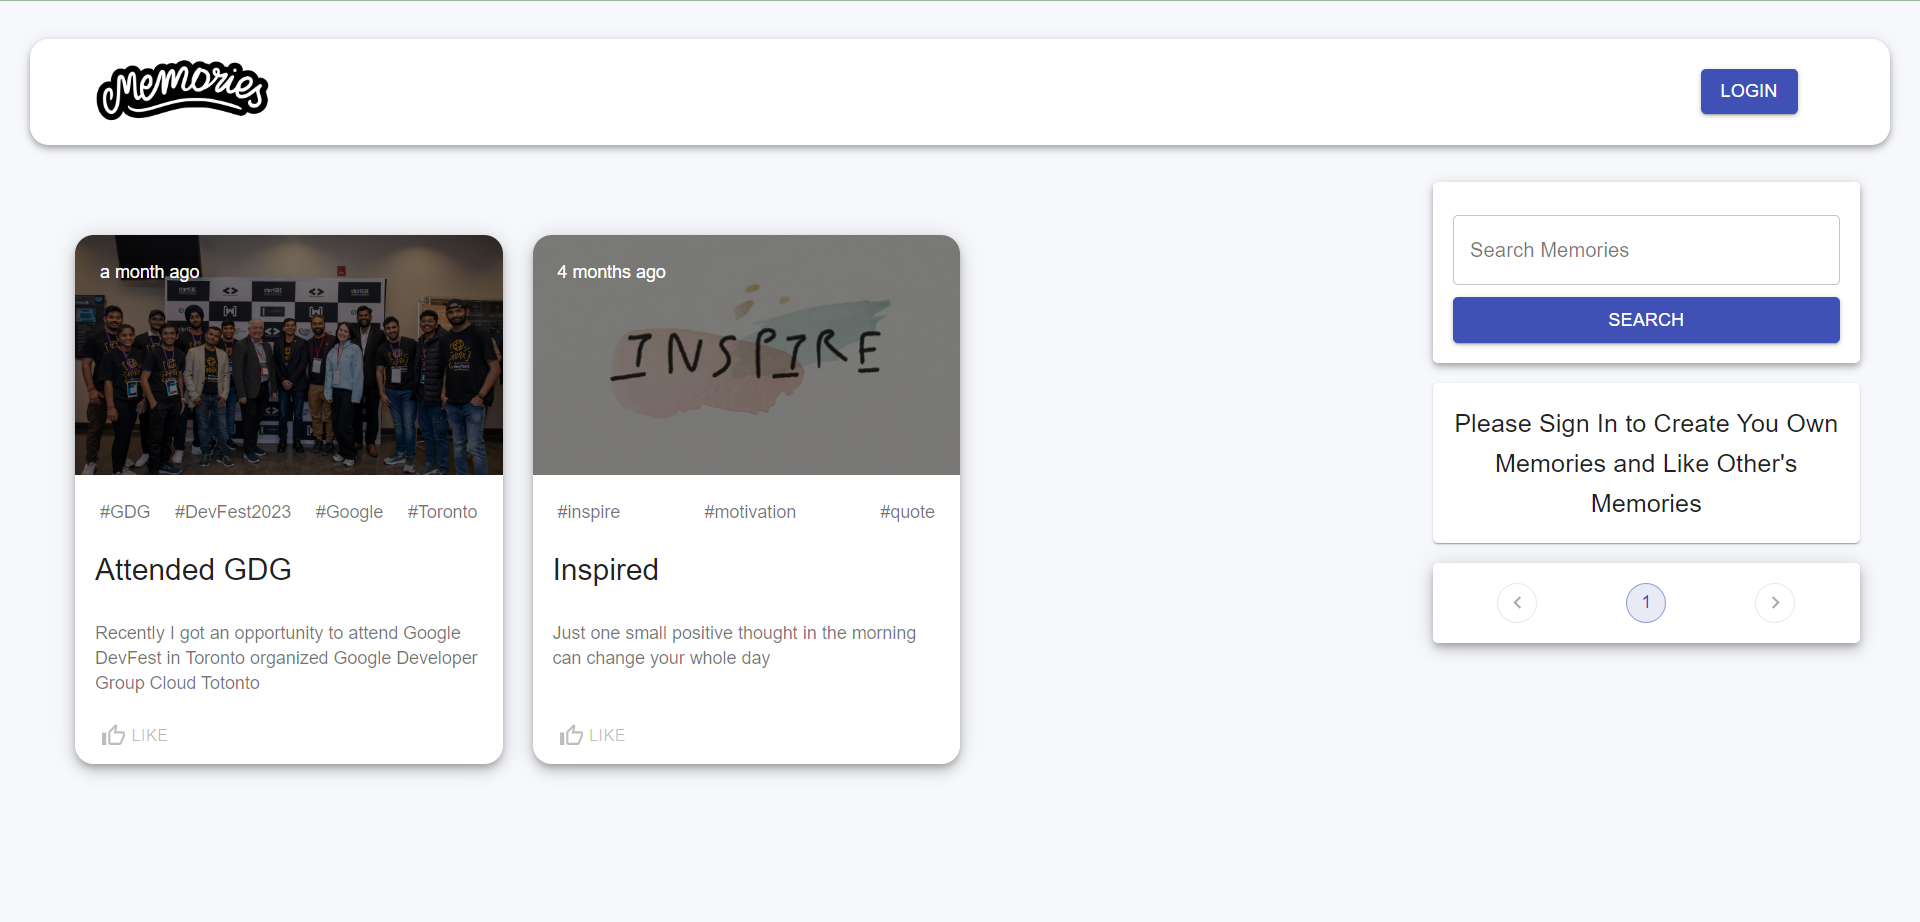 Memories
LOGIN
a month ago
#GDG #DevFest2023 #Google #Toronto
Attended GDG
Recently I got an opportunity to attend Google
DevFest in Toronto organized Google Developer
Group Cloud Totonto
LIKE
4 months ago
INSPIRE
#inspire #motivation #quote
Inspired
Just one small positive thought in the morning
can change your whole day
LIKE
Search Memories
SEARCH
Please Sign In to Create You Own
Memories and Like Other's
Memories
1